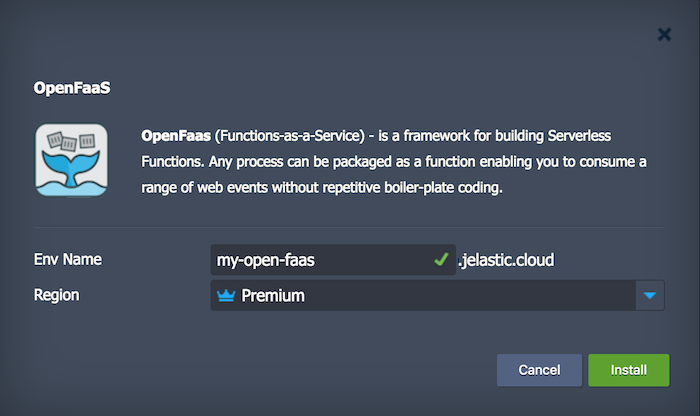 OpenFaaS
OpenFaas (Functions-as-a-Service) - is a framework for building Serverless
Functions. Any process can be packaged as a function enabling you to consume a
range of web events without repetitive boiler-plate coding.
Env Name my-open-faas .jelastic.cloud
Region Premium
Cancel Install